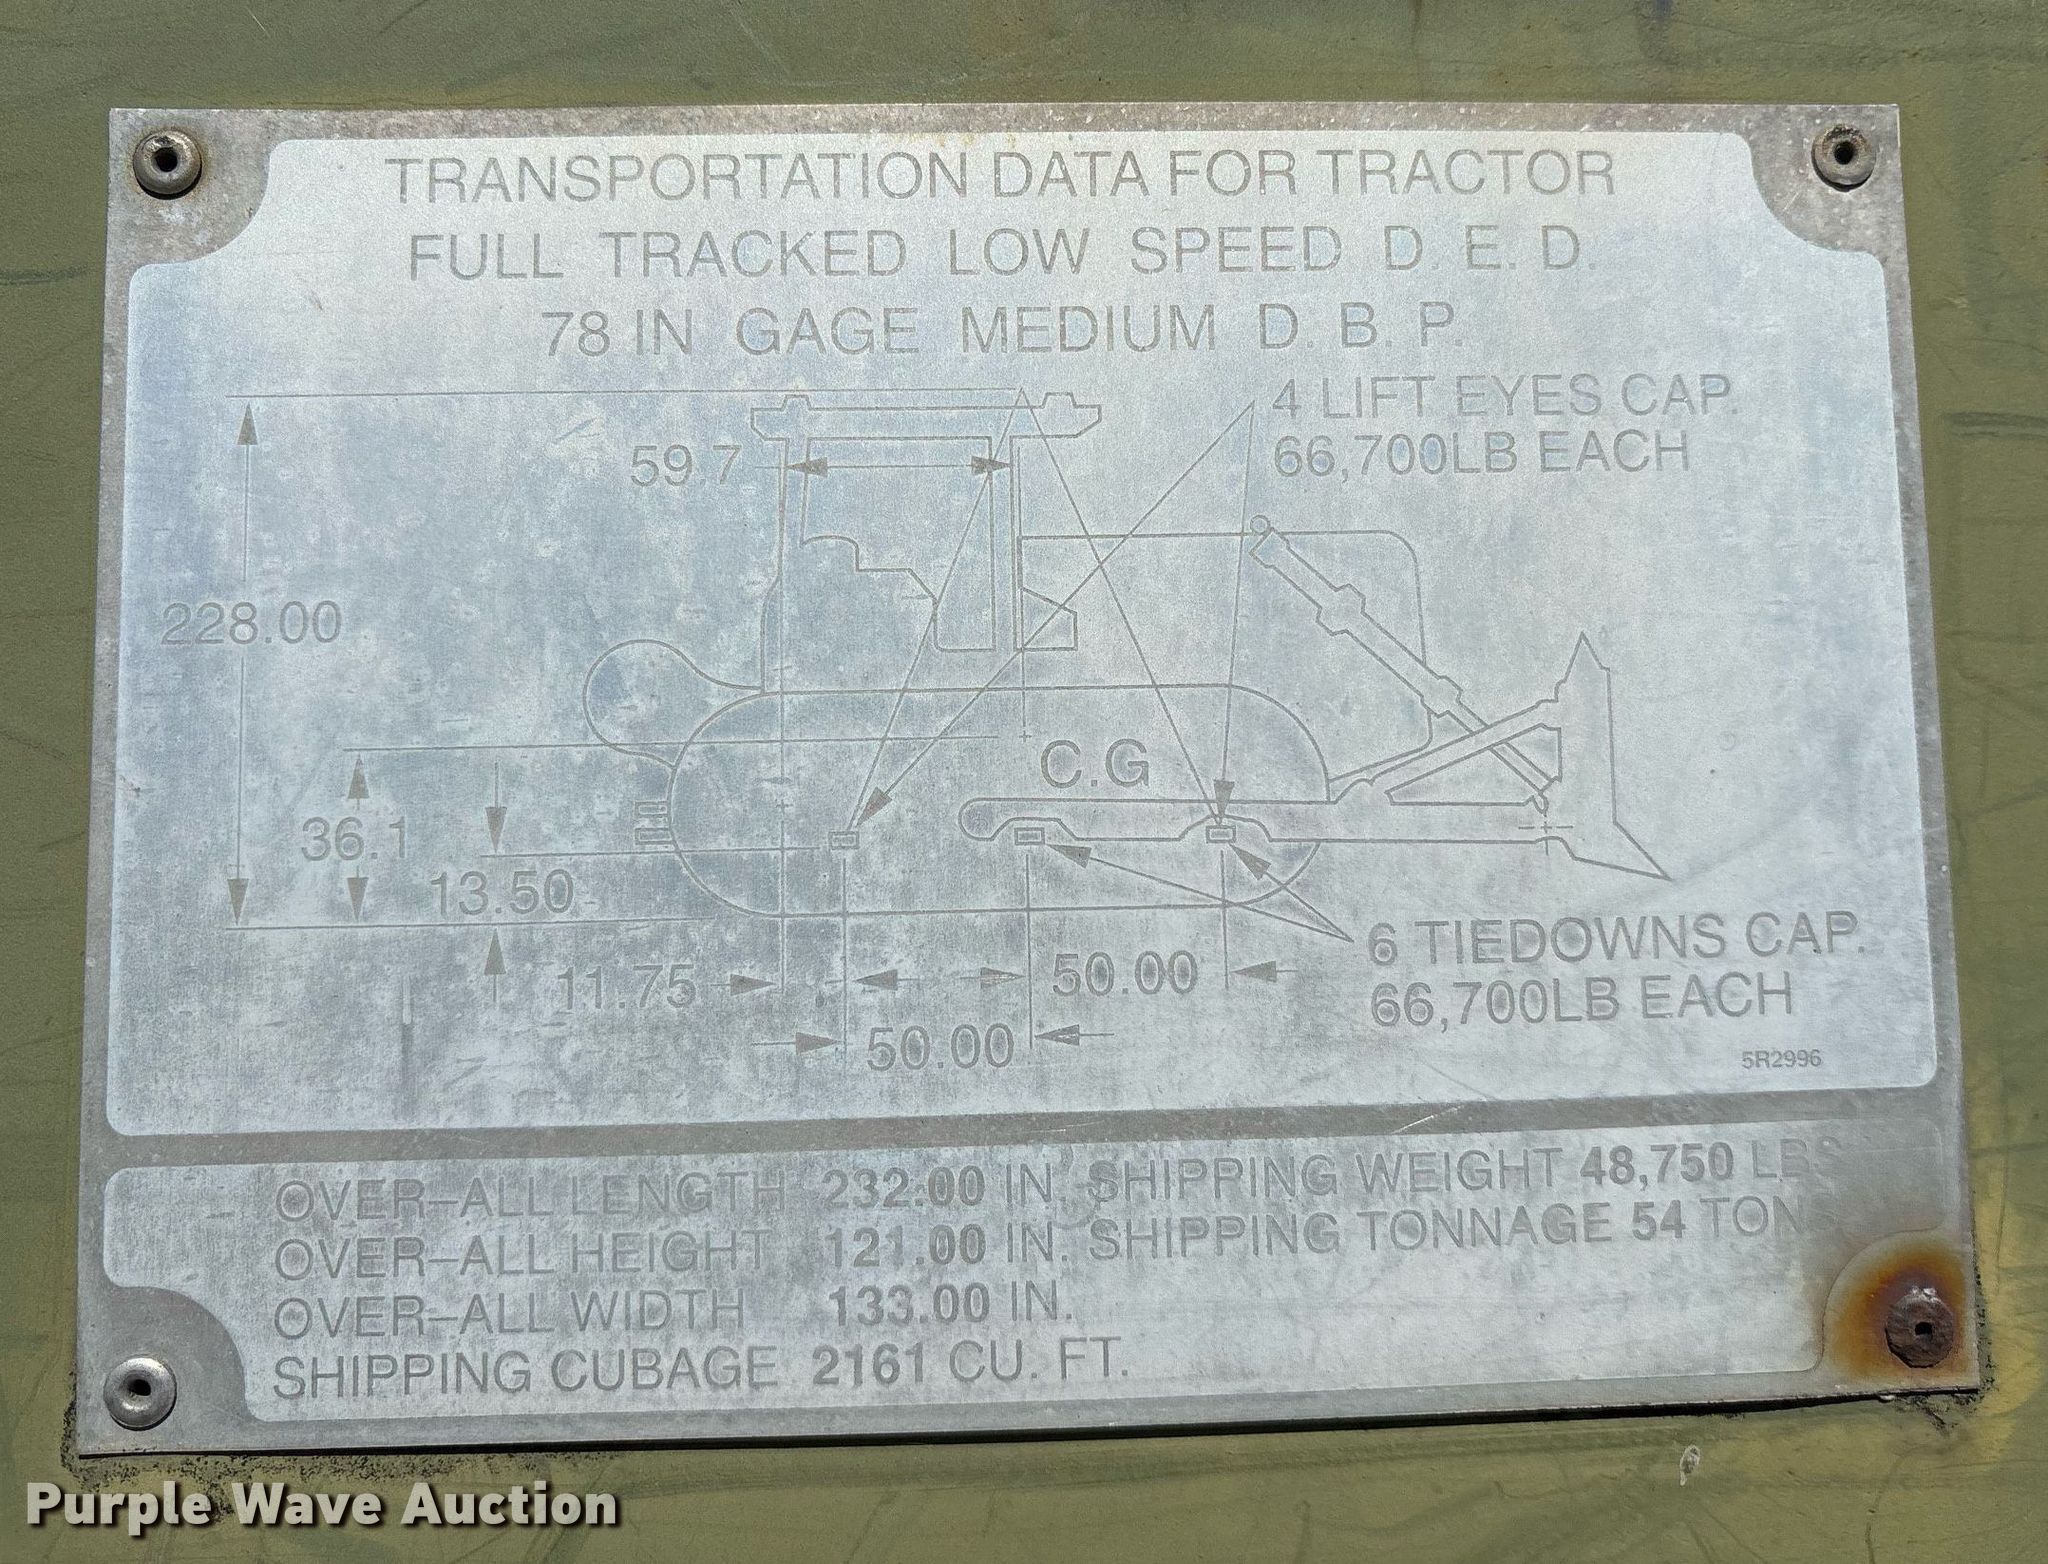 TRANSPORTATION DATA FOR TRACTOR
FULL TRACKED LOW SPEED D. E. D.
78 IN GAGE MEDIUM D. B. P.
4 LIFT EYES CAP.
66,700LB EACH
59.7
228.00
C.G
36.1
13.50
6 TIEDOWNS CAP.
66,700LB EACH
11.75
50.00
50.00
5R2996
OVER-ALL LENGTH 232.00 IN. SHIPPING WEIGHT 48,750 LBS
OVER-ALL HEIGHT 121.00 IN. SHIPPING TONNAGE 54 TONS
OVER-ALL WIDTH 133.00 IN.
SHIPPING CUBAGE 2161 CU. FT.
Purple Wave Auction